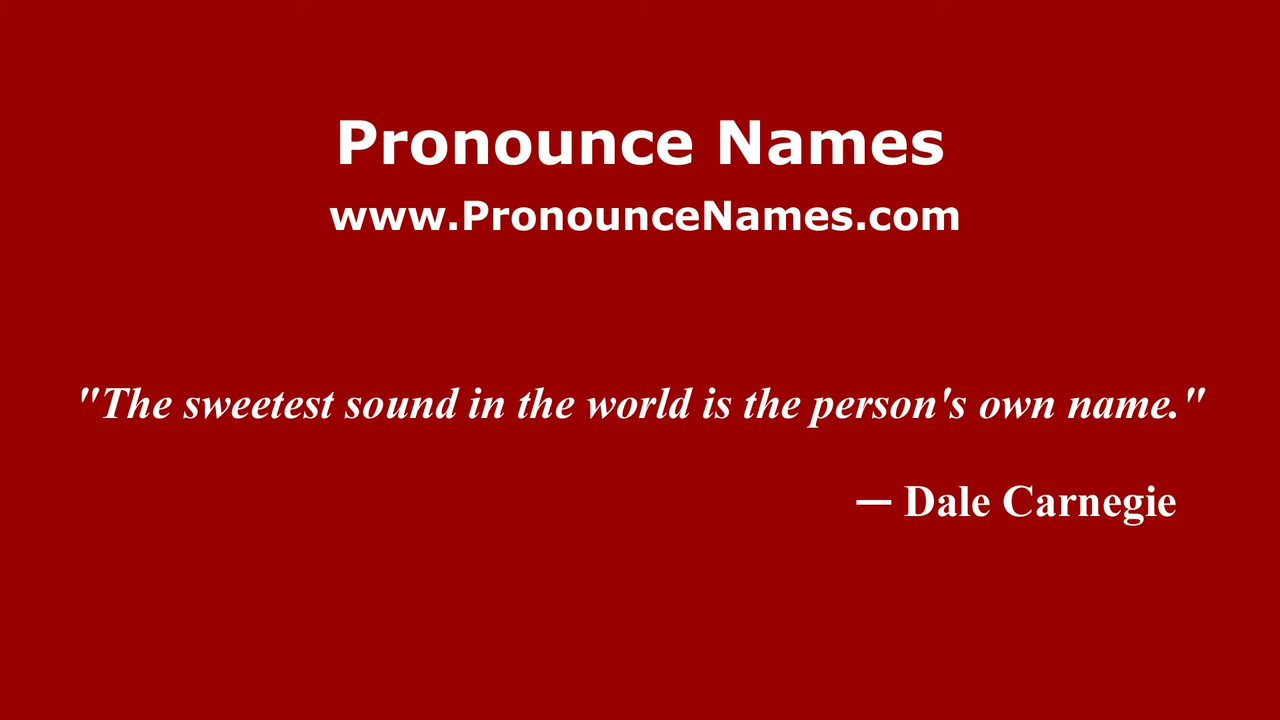 Pronounce Names
www.PronounceNames.com
"The sweetest sound in the world is the person's own name."
— Dale Carnegie